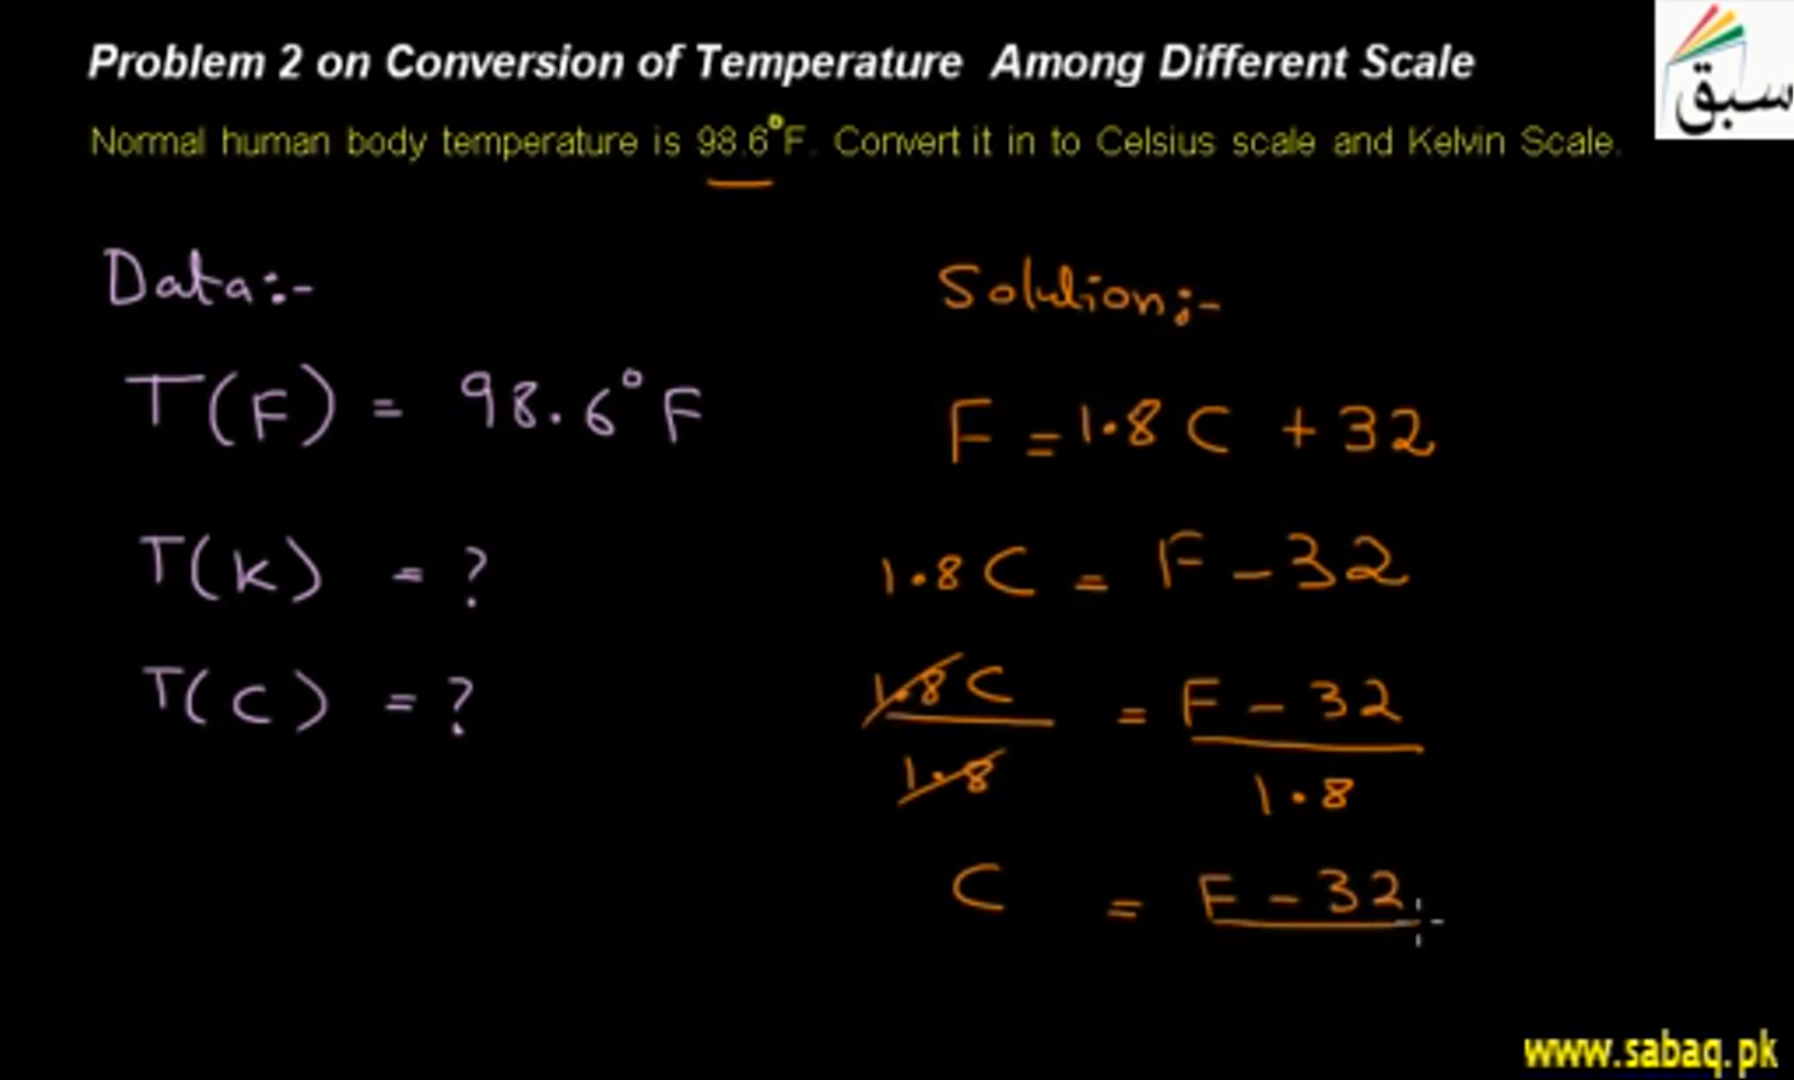 Problem 2 on Conversion of Temperature Among Different Scale
سبق
Normal human body temperature is 98.6°F. Convert it in to Celsius scale and Kelvin Scale.
Data:-
T(F) = 98.6°F
T(K) = ?
T(C) = ?
Solution:-
F = 1.8 C + 32
1.8 C = F - 32
1.8 C / 1.8 = F - 32 / 1.8
C = F - 32
www.sabaq.pk